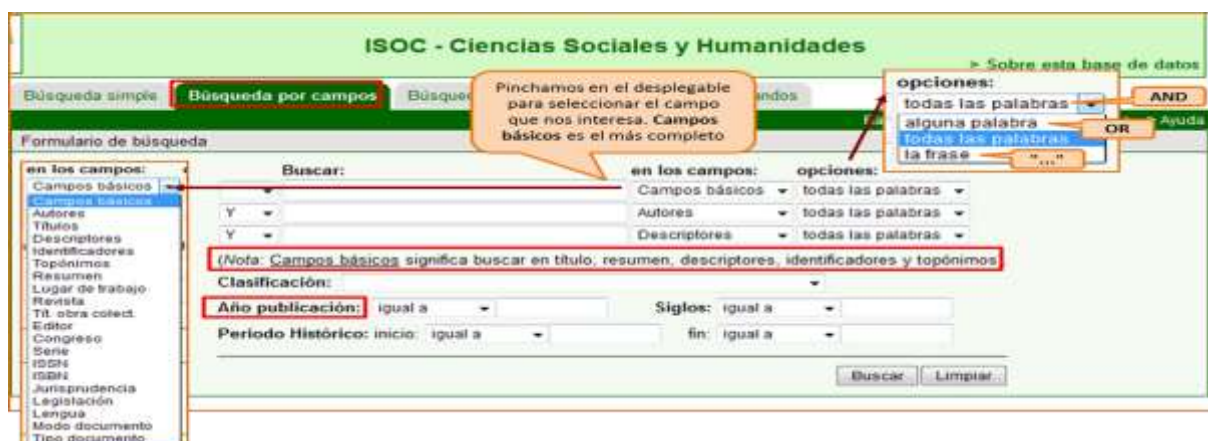 ISOC - Ciencias Sociales y Humanidades
> Sobre esta base de datos
Búsqueda simple
Búsqueda por campos
Pinchamos en el desplegable
para seleccionar el campo
que nos interesa. Campos
básicos es el más completo
opciones:
todas las palabras
AND
alguna palabra
OR
todas las palabras
la frase
"..."
Ayuda
Formulario de búsqueda
en los campos:
Campos básicos
Campos básicos
Autores
Títulos
Descriptores
Identificadores
Topónimos
Resumen
Lugar de trabajo
Revista
Tít. obra colect.
Editor
Congreso
Serie
ISSN
ISBN
Jurisprudencia
Legislación
Lengua
Modo documento
Tipo documento
Buscar: en los campos: opciones:
Campos básicos todas las palabras
Y Autores todas las palabras
Y Descriptores todas las palabras
(Nota: Campos básicos significa buscar en título, resumen, descriptores, identificadores y topónimos
Clasificación:
Año publicación: igual a Siglos: igual a
Periodo Histórico: inicio: igual a fin: igual a
Buscar Limpiar